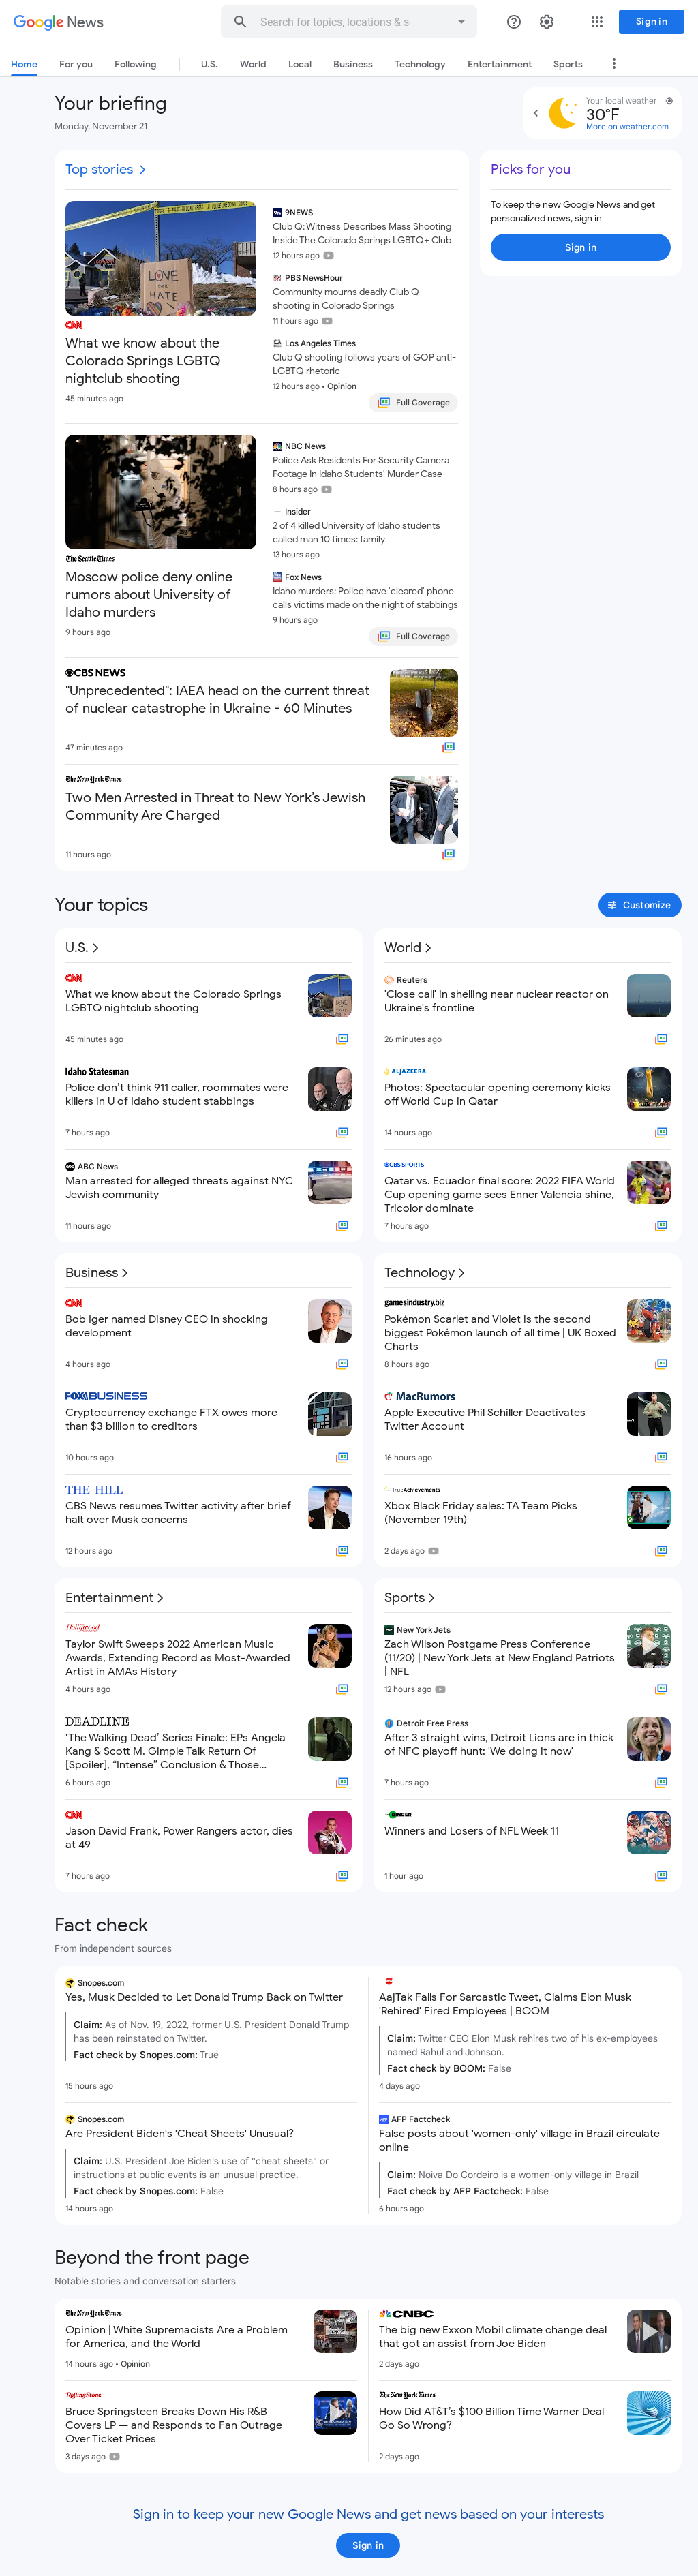 Google News
Search for topics, locations & so
Sign in
Home
For you
Following
U.S.
World
Local
Business
Technology
Entertainment
Sports
Your briefing
Monday, November 21
Your local weather
30°F
More on weather.com
Top stories
CNN
What we know about the
Colorado Springs LGBTQ
nightclub shooting
45 minutes ago
9NEWS
Club Q: Witness Describes Mass Shooting
Inside The Colorado Springs LGBTQ+ Club
12 hours ago
PBS NewsHour
Community mourns deadly Club Q
shooting in Colorado Springs
11 hours ago
Los Angeles Times
Club Q shooting follows years of GOP anti-
LGBTQ rhetoric
12 hours ago • Opinion
Full Coverage
The Seattle Times
Moscow police deny online
rumors about University of
Idaho murders
9 hours ago
NBC News
Police Ask Residents For Security Camera
Footage In Idaho Students' Murder Case
8 hours ago
Insider
2 of 4 killed University of Idaho students
called man 10 times: family
13 hours ago
Fox News
Idaho murders: Police have 'cleared' phone
calls victims made on the night of stabbings
9 hours ago
Full Coverage
CBS NEWS
"Unprecedented": IAEA head on the current threat
of nuclear catastrophe in Ukraine - 60 Minutes
47 minutes ago
The New York Times
Two Men Arrested in Threat to New York's Jewish
Community Are Charged
11 hours ago
Picks for you
To keep the new Google News and get
personalized news, sign in
Sign in
Your topics
Customize
U.S.
CNN
What we know about the Colorado Springs
LGBTQ nightclub shooting
45 minutes ago
Idaho Statesman
Police don't think 911 caller, roommates were
killers in U of Idaho student stabbings
7 hours ago
abc
ABC News
Man arrested for alleged threats against NYC
Jewish community
11 hours ago
World
Reuters
'Close call' in shelling near nuclear reactor on
Ukraine's frontline
26 minutes ago
ALJAZEERA
Photos: Spectacular opening ceremony kicks
off World Cup in Qatar
14 hours ago
CBS SPORTS
Qatar vs. Ecuador final score: 2022 FIFA World
Cup opening game sees Enner Valencia shine,
Tricolor dominate
7 hours ago
Business
CNN
Bob Iger named Disney CEO in shocking
development
4 hours ago
FOX BUSINESS
Cryptocurrency exchange FTX owes more
than $3 billion to creditors
10 hours ago
THE HILL
CBS News resumes Twitter activity after brief
halt over Musk concerns
12 hours ago
Technology
gamesindustry.biz
Pokémon Scarlet and Violet is the second
biggest Pokémon launch of all time | UK Boxed
Charts
8 hours ago
MacRumors
Apple Executive Phil Schiller Deactivates
Twitter Account
16 hours ago
TrueAchievements
Xbox Black Friday sales: TA Team Picks
(November 19th)
2 days ago
Entertainment
Hollywood
Taylor Swift Sweeps 2022 American Music
Awards, Extending Record as Most-Awarded
Artist in AMAs History
4 hours ago
DEADLINE
'The Walking Dead' Series Finale: EPs Angela
Kang & Scott M. Gimple Talk Return Of
[Spoiler], "Intense" Conclusion & Those...
6 hours ago
CNN
Jason David Frank, Power Rangers actor, dies
at 49
7 hours ago
Sports
New York Jets
Zach Wilson Postgame Press Conference
(11/20) | New York Jets at New England Patriots
| NFL
12 hours ago
Detroit Free Press
After 3 straight wins, Detroit Lions are in thick
of NFC playoff hunt: 'We doing it now'
7 hours ago
RINGER
Winners and Losers of NFL Week 11
1 hour ago
Fact check
From independent sources
Snopes.com
Yes, Musk Decided to Let Donald Trump Back on Twitter
Claim: As of Nov. 19, 2022, former U.S. President Donald Trump
has been reinstated on Twitter.
Fact check by Snopes.com: True
15 hours ago
AajTak Falls For Sarcastic Tweet, Claims Elon Musk
'Rehired' Fired Employees | BOOM
Claim: Twitter CEO Elon Musk rehires two of his ex-employees
named Rahul and Johnson.
Fact check by BOOM: False
4 days ago
Snopes.com
Are President Biden's 'Cheat Sheets' Unusual?
Claim: U.S. President Joe Biden's use of "cheat sheets" or
instructions at public events is an unusual practice.
Fact check by Snopes.com: False
14 hours ago
AFP Factcheck
False posts about 'women-only' village in Brazil circulate
online
Claim: Noiva Do Cordeiro is a women-only village in Brazil
Fact check by AFP Factcheck: False
6 hours ago
Beyond the front page
Notable stories and conversation starters
The New York Times
Opinion | White Supremacists Are a Problem
for America, and the World
14 hours ago • Opinion
CNBC
The big new Exxon Mobil climate change deal
that got an assist from Joe Biden
2 days ago
RollingStone
Bruce Springsteen Breaks Down His R&B
Covers LP — and Responds to Fan Outrage
Over Ticket Prices
3 days ago
The New York Times
How Did AT&T's $100 Billion Time Warner Deal
Go So Wrong?
2 days ago
Sign in to keep your new Google News and get news based on your interests
Sign in